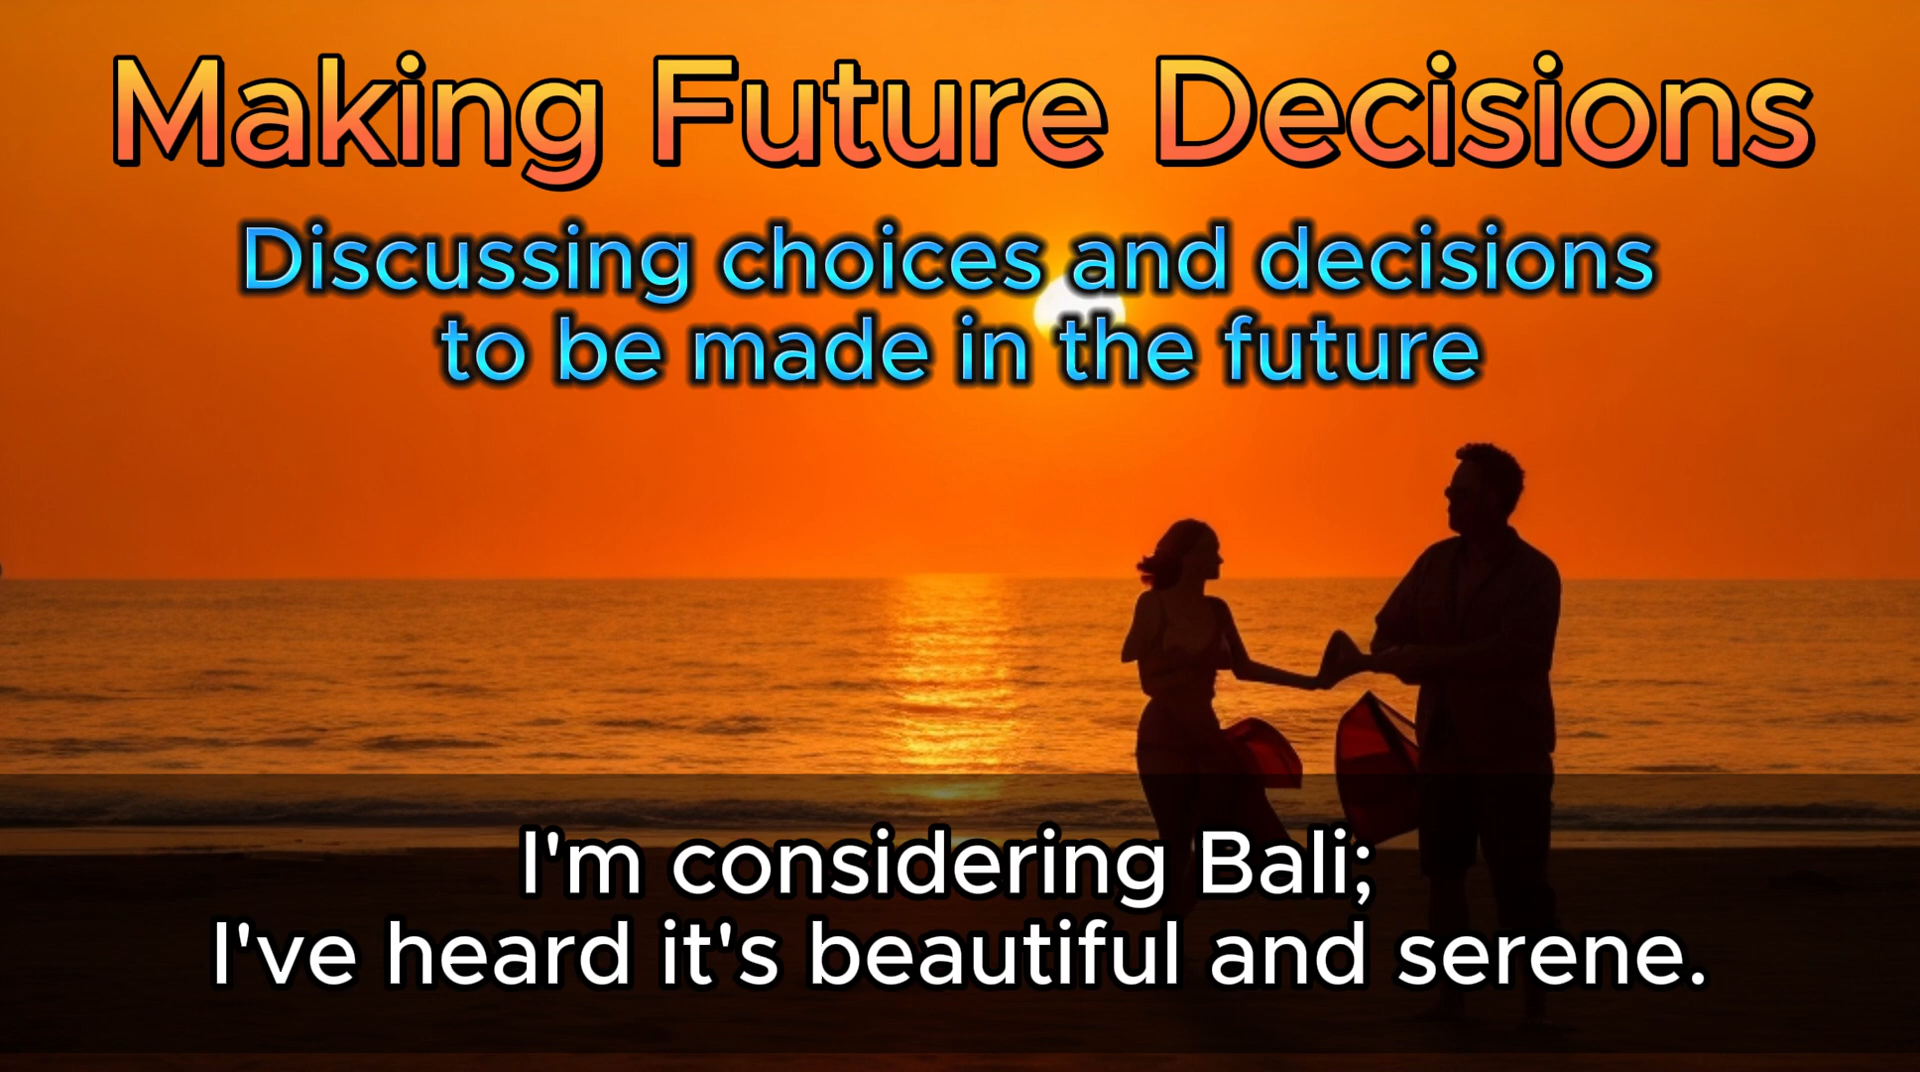 Making Future Decisions
Discussing choices and decisions
to be made in the future
I'm considering Bali;
I've heard it's beautiful and serene.